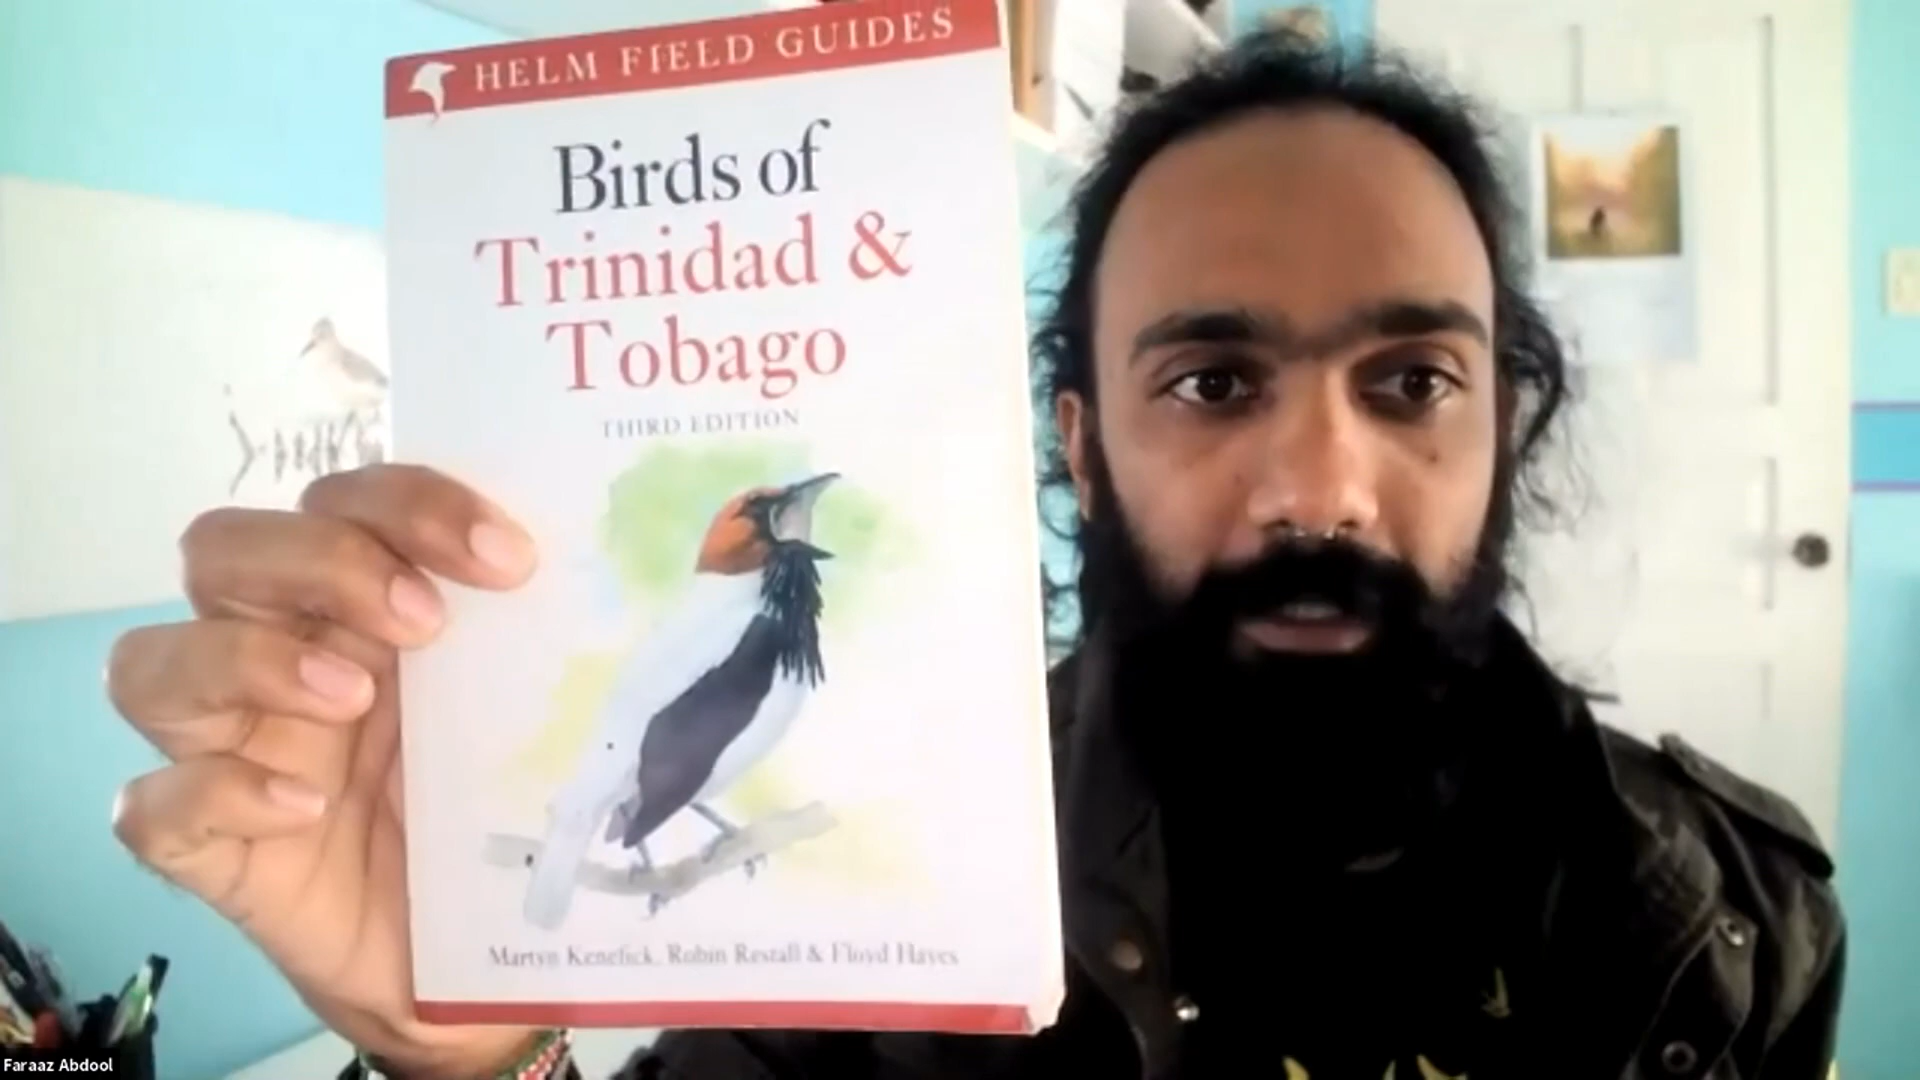 HELM FIELD GUIDES
Birds of
Trinidad &
Tobago
THIRD EDITION
Martyn Kenefick, Robin Restall & Floyd Hayes
Faraaz Abdool